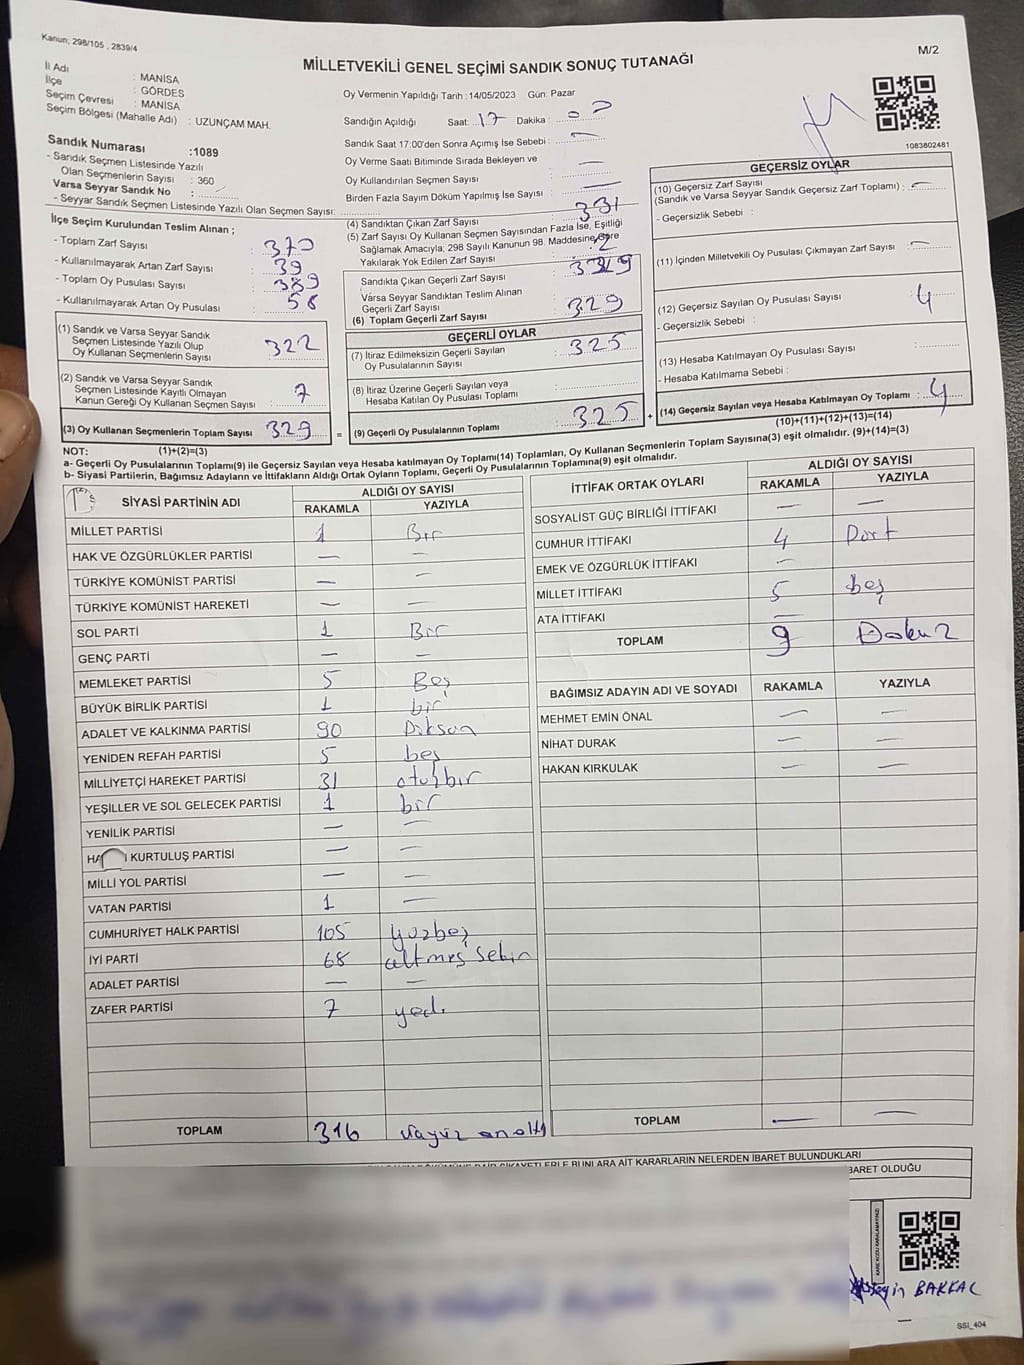 Kanun; 298/105 , 2839/4
MİLLETVEKİLİ GENEL SEÇİMİ SANDIK SONUÇ TUTANAĞI
M/2
İl Adı : MANİSA
İlçe : GÖRDES
Seçim Çevresi : MANİSA
Seçim Bölgesi (Mahalle Adı) : UZUNÇAM MAH.
Sandık Numarası :1089
- Sandık Seçmen Listesinde Yazılı
Olan Seçmenlerin Sayısı : 360
Varsa Seyyar Sandık No :
- Seyyar Sandık Seçmen Listesinde Yazılı Olan Seçmen Sayısı:
İlçe Seçim Kurulundan Teslim Alınan ;
- Toplam Zarf Sayısı : 370
- Kullanılmayarak Artan Zarf Sayısı : 39
- Toplam Oy Pusulası Sayısı : 389
- Kullanılmayarak Artan Oy Pusulası : 58
(1) Sandık ve Varsa Seyyar Sandık
Seçmen Listesinde Yazılı Olup
Oy Kullanan Seçmenlerin Sayısı : 322
(2) Sandık ve Varsa Seyyar Sandık
Seçmen Listesinde Kayıtlı Olmayan
Kanun Gereği Oy Kullanan Seçmen Sayısı : 7
(3) Oy Kullanan Seçmenlerin Toplam Sayısı 329
Oy Vermenin Yapıldığı Tarih :14/05/2023 Gün: Pazar
Sandığın Açıldığı Saat: 17 Dakika :
Sandık Saat 17:00'den Sonra Açımış İse Sebebi : —
Oy Verme Saati Bitiminde Sırada Bekleyen ve
Oy Kullandırılan Seçmen Sayısı —
Birden Fazla Sayım Döküm Yapılmış İse Sayısı —
(4) Sandıktan Çıkan Zarf Sayısı 331
(5) Zarf Sayısı Oy Kullanan Seçmen Sayısından Fazla İse, Eşitliği
Sağlamak Amacıyla; 298 Sayılı Kanunun 98. Maddesine Göre
Yakılarak Yok Edilen Zarf Sayısı : 2
Sandıkta Çıkan Geçerli Zarf Sayısı :
Varsa Seyyar Sandıktan Teslim Alınan
Geçerli Zarf Sayısı
(6) Toplam Geçerli Zarf Sayısı : 329
GEÇERLİ OYLAR
(7) İtiraz Edilmeksizin Geçerli Sayılan
Oy Pusulalarının Sayısı : 325
(8) İtiraz Üzerine Geçerli Sayılan veya
Hesaba Katılan Oy Pusulası Toplamı :
= (9) Geçerli Oy Pusulalarının Toplamı : 325 +
1083802481
GEÇERSİZ OYLAR
(10) Geçersiz Zarf Sayısı
(Sandık ve Varsa Seyyar Sandık Geçersiz Zarf Toplamı) : —
- Geçersizlik Sebebi :
(11) İçinden Milletvekili Oy Pusulası Çıkmayan Zarf Sayısı : —
(12) Geçersiz Sayılan Oy Pusulası Sayısı : 4
- Geçersizlik Sebebi :
(13) Hesaba Katılmayan Oy Pusulası Sayısı :
- Hesaba Katılmama Sebebi :
(14) Geçersiz Sayılan veya Hesaba Katılmayan Oy Toplamı : 4
(10)+(11)+(12)+(13)=(14)
NOT: (1)+(2)=(3)
a- Geçerli Oy Pusulalarının Toplamı(9) ile Geçersiz Sayılan veya Hesaba katılmayan Oy Toplamı(14) Toplamları, Oy Kullanan Seçmenlerin Toplam Sayısına(3) eşit olmalıdır. (9)+(14)=(3)
b- Siyasi Partilerin, Bağımsız Adayların ve İttifakların Aldığı Ortak Oyların Toplamı, Geçerli Oy Pusulalarının Toplamına(9) eşit olmalıdır.
SİYASİ PARTİNİN ADI ALDIĞI OY SAYISI
RAKAMLA YAZIYLA
MİLLET PARTİSİ 1 Bir
HAK VE ÖZGÜRLÜKLER PARTİSİ — —
TÜRKİYE KOMÜNİST PARTİSİ — —
TÜRKİYE KOMÜNİST HAREKETİ — —
SOL PARTİ 1 Bir
GENÇ PARTİ — —
MEMLEKET PARTİSİ 5 Beş
BÜYÜK BİRLİK PARTİSİ 1 bir
ADALET VE KALKINMA PARTİSİ 90 Doksan
YENİDEN REFAH PARTİSİ 5 beş
MİLLİYETÇİ HAREKET PARTİSİ 31 otuzbir
YEŞİLLER VE SOL GELECEK PARTİSİ 1 bir
YENİLİK PARTİSİ — —
KURTULUŞ PARTİSİ — —
MİLLİ YOL PARTİSİ — —
VATAN PARTİSİ 1 —
CUMHURİYET HALK PARTİSİ 105 yüzbeş
İYİ PARTİ 68 altmış sekiz
ADALET PARTİSİ — —
ZAFER PARTİSİ 7 yedi
TOPLAM 316
İTTİFAK ORTAK OYLARI ALDIĞI OY SAYISI
RAKAMLA YAZIYLA
SOSYALİST GÜÇ BİRLİĞİ İTTİFAKI — —
CUMHUR İTTİFAKI 4 Dört
EMEK VE ÖZGÜRLÜK İTTİFAKI —
MİLLET İTTİFAKI 5 beş
ATA İTTİFAKI —
TOPLAM 9 Dokuz
BAĞIMSIZ ADAYIN ADI VE SOYADI RAKAMLA YAZIYLA
MEHMET EMİN ÖNAL — —
NİHAT DURAK — —
HAKAN KIRKULAK — —
TOPLAM — —
ŞİKAYETLERLE BUNLARA AİT KARARLARIN NELERDEN İBARET BULUNDUKLARI
İBARET OLDUĞU
KARE KODU KARALAMAYINIZ!
BAKKAL
SSİ_404